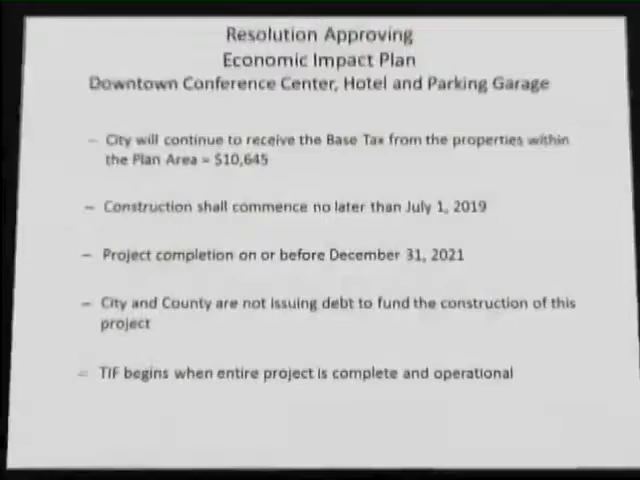 Resolution Approving
Economic Impact Plan
Downtown Conference Center, Hotel and Parking Garage
– City will continue to receive the Base Tax from the properties within
the Plan Area = $10,645
– Construction shall commence no later than July 1, 2019
– Project completion on or before December 31, 2021
– City and County are not issuing debt to fund the construction of this
project
– TIF begins when entire project is complete and operational